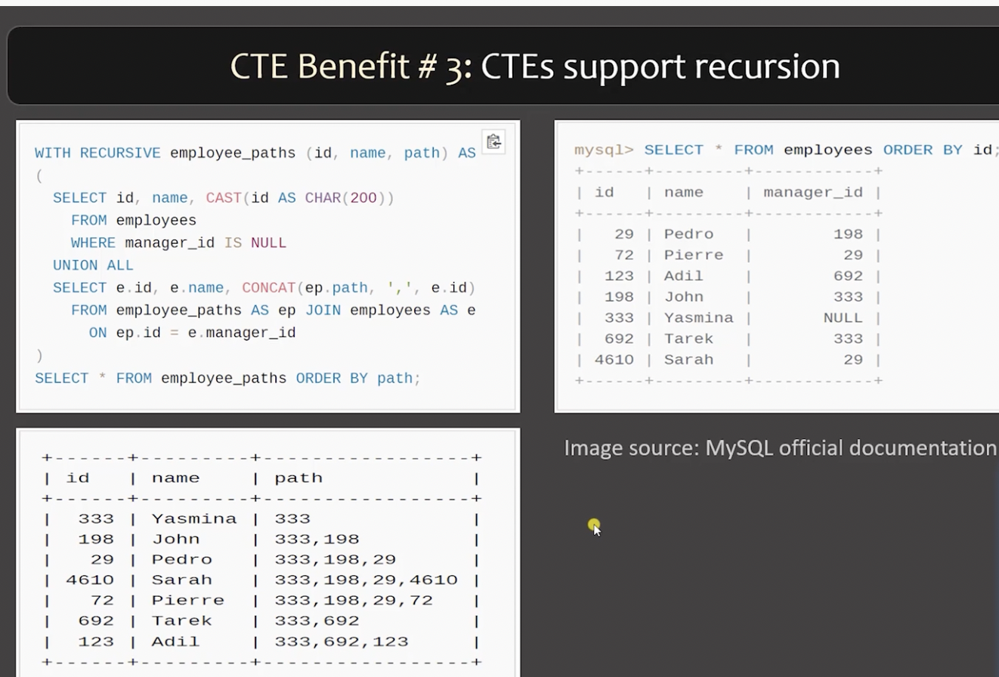 CTE Benefit # 3: CTEs support recursion
WITH RECURSIVE employee_paths (id, name, path) AS
(
  SELECT id, name, CAST(id AS CHAR(200))
    FROM employees
    WHERE manager_id IS NULL
  UNION ALL
  SELECT e.id, e.name, CONCAT(ep.path, ',', e.id)
    FROM employee_paths AS ep JOIN employees AS e
      ON ep.id = e.manager_id
)
SELECT * FROM employee_paths ORDER BY path;
mysql> SELECT * FROM employees ORDER BY id;
+------+---------+------------+
| id   | name    | manager_id |
+------+---------+------------+
|   29 | Pedro   |        198 |
|   72 | Pierre  |         29 |
|  123 | Adil    |        692 |
|  198 | John    |        333 |
|  333 | Yasmina |       NULL |
|  692 | Tarek   |        333 |
| 4610 | Sarah   |         29 |
+------+---------+------------+
Image source: MySQL official documentation
+------+---------+-----------------+
| id   | name    | path            |
+------+---------+-----------------+
|  333 | Yasmina | 333             |
|  198 | John    | 333,198         |
|   29 | Pedro   | 333,198,29      |
| 4610 | Sarah   | 333,198,29,4610 |
|   72 | Pierre  | 333,198,29,72   |
|  692 | Tarek   | 333,692         |
|  123 | Adil    | 333,692,123     |
+------+---------+-----------------+